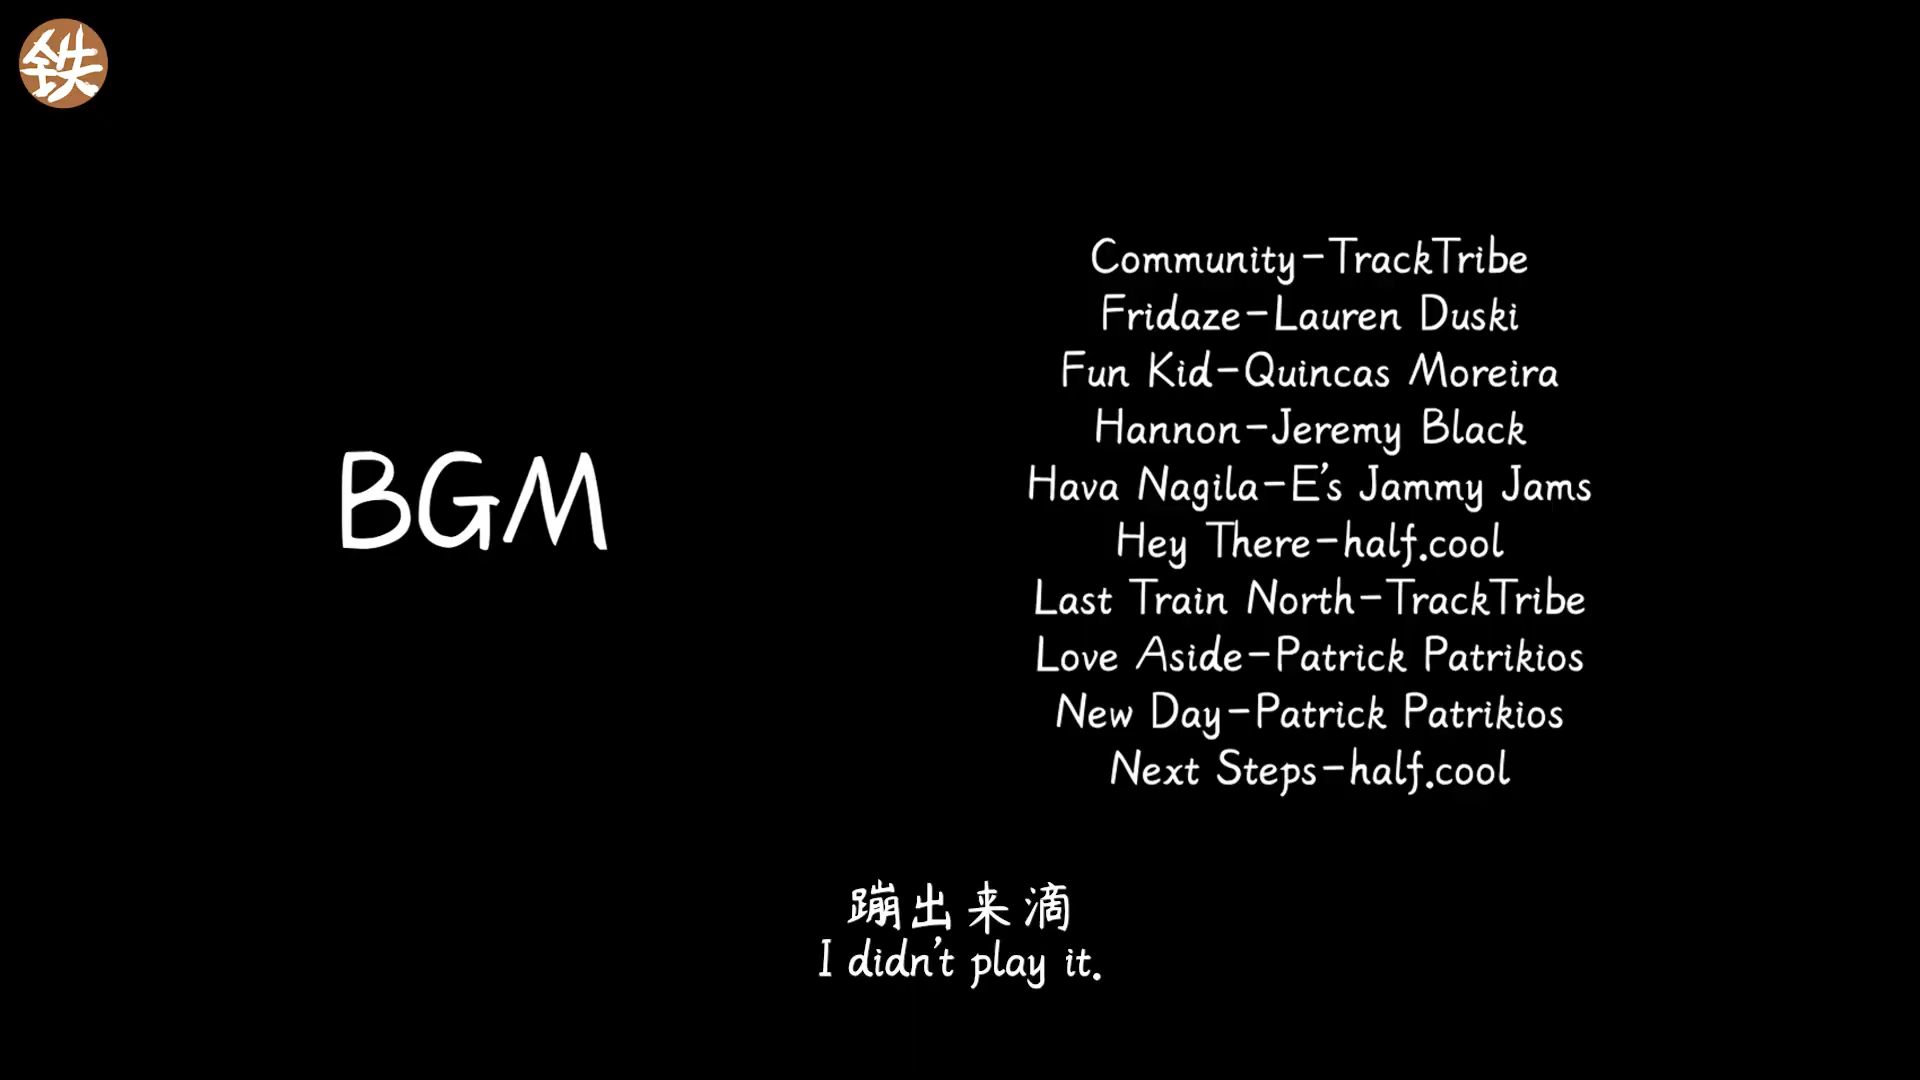 铁
BGM
Community-TrackTribe
Fridaze-Lauren Duski
Fun Kid-Quincas Moreira
Hannon-Jeremy Black
Hava Nagila-E's Jammy Jams
Hey There-half.cool
Last Train North-TrackTribe
Love Aside-Patrick Patrikios
New Day-Patrick Patrikios
Next Steps-half.cool
蹦出来滴
I didn't play it.